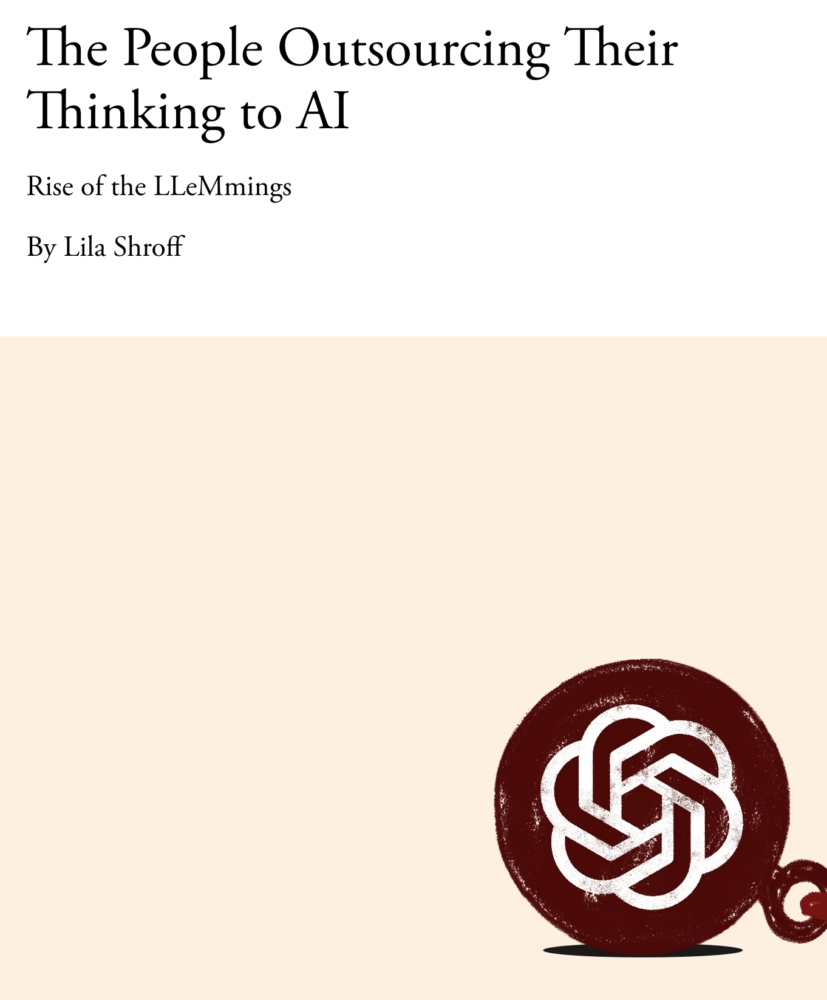 The People Outsourcing Their
Thinking to AI
Rise of the LLeMmings
By Lila Shroff